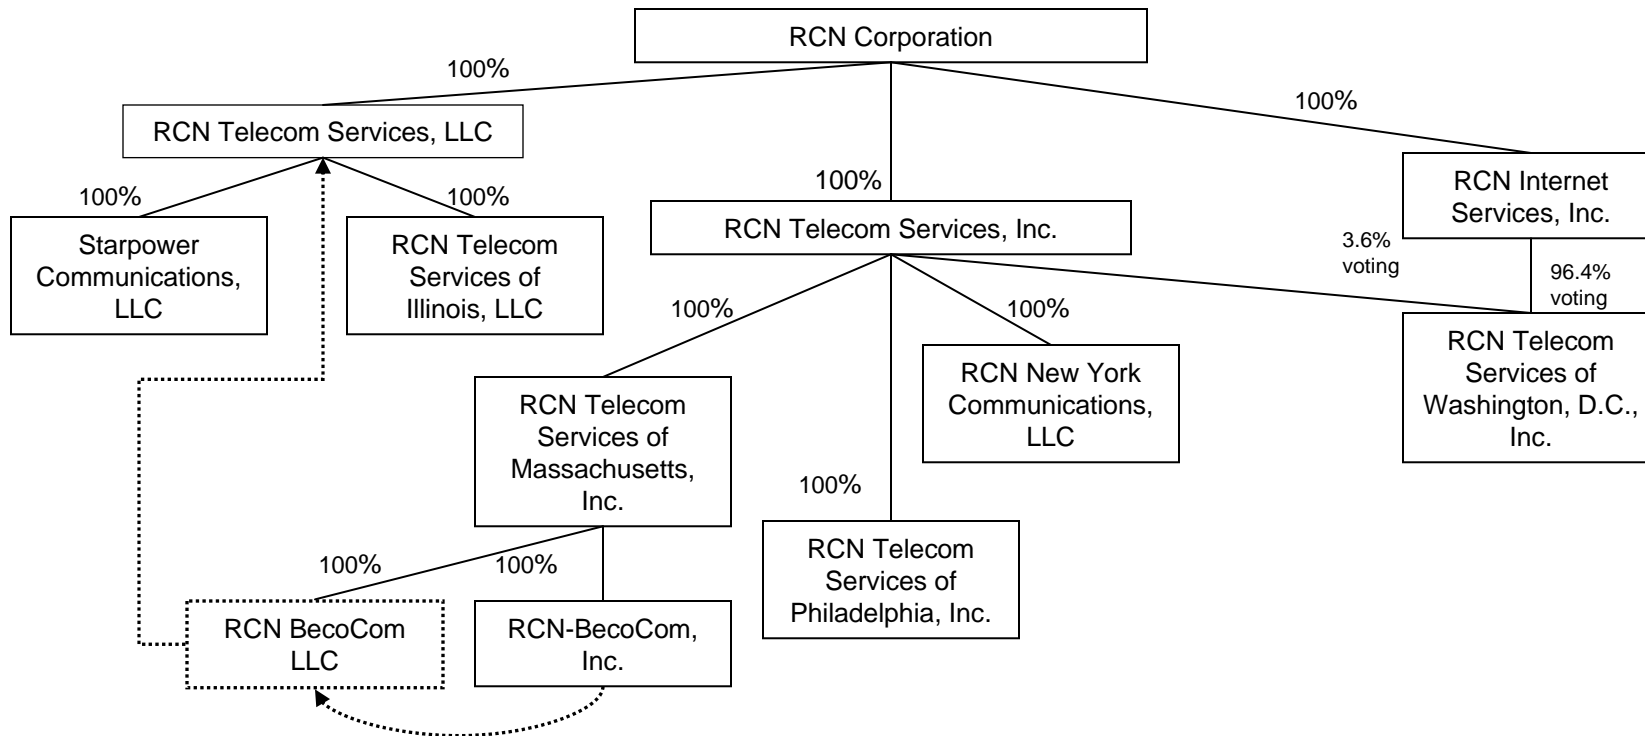 RCN Corporation
100%
100%
RCN Telecom Services, LLC
100%
100%
100%
RCN Internet
Services, Inc.
Starpower
Communications,
LLC
RCN Telecom
Services of
Illinois, LLC
RCN Telecom Services, Inc.
3.6%
voting
96.4%
voting
100%
100%
RCN Telecom
Services of
Washington, D.C.,
Inc.
RCN New York
Communications,
LLC
RCN Telecom
Services of
Massachusetts,
Inc.
100%
RCN Telecom
Services of
Philadelphia, Inc.
100%
100%
RCN BecoCom
LLC
RCN-BecoCom,
Inc.